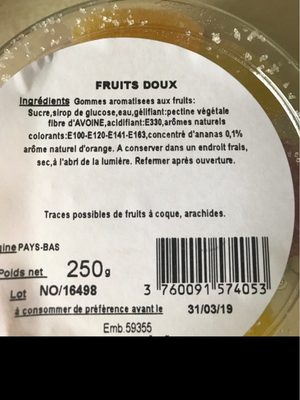 FRUITS DOUX
Ingrédients Gommes aromatisees aux fruits:
Sucre,sirop de glucose,eau,gélifiant:pectine végétale
fibre d'AVOINE,acidifiant:E330,arômes naturels
colorants:E100-E120-E141-E163,concentré d'ananas 0,1%
arôme naturel d'orange. A conserver dans un endroit frais,
sec,à l'abri de la lumière. Refermer après ouverture.
Traces possibles de fruits à coque, arachides.
gine PAYS-BAS
Poids net 250g
Lot NO/16498
3 760091 574053
à consommer de préférence avant le 31/03/19
Emb.59355